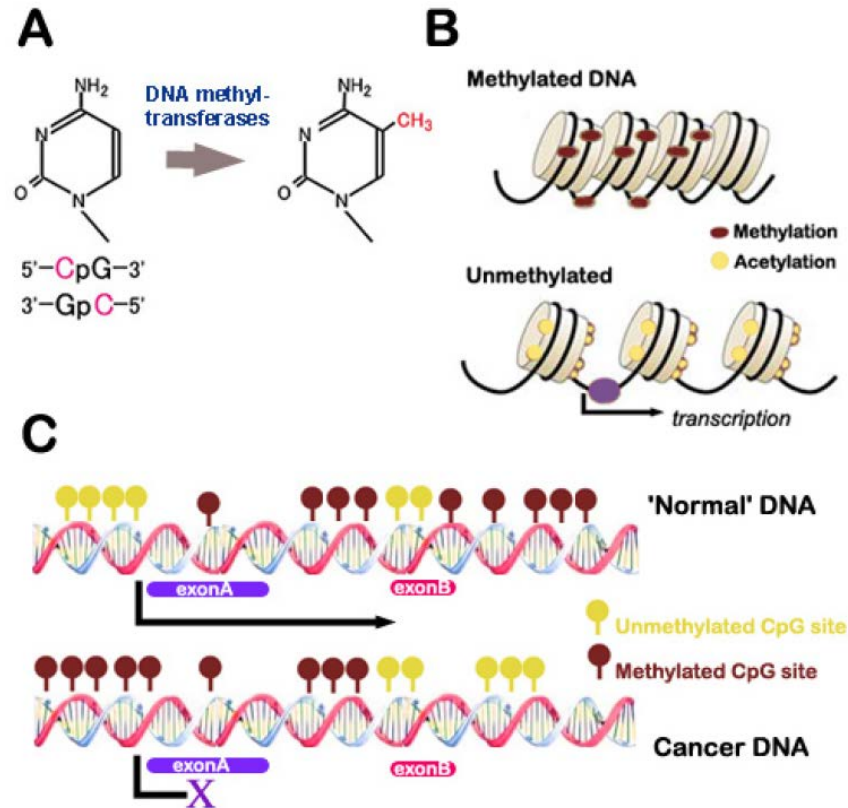 A
NH₂
DNA methyl-
transferases
NH₂
CH₃
N
N
O
N
O
N
5'–CpG–3'
3'–GpC–5'
B
Methylated DNA
Methylation
Acetylation
Unmethylated
transcription
C
'Normal' DNA
exonA
exonB
Unmethylated CpG site
Methylated CpG site
Cancer DNA
exonA
exonB
X